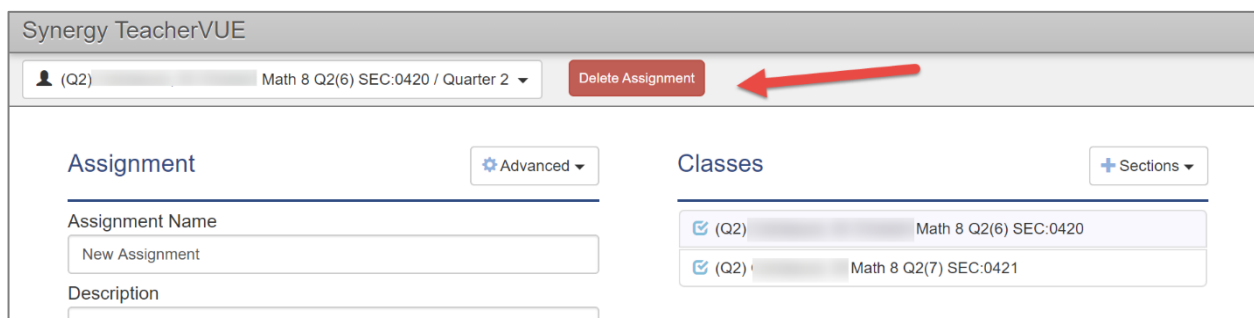 Synergy TeacherVUE
(Q2) Math 8 Q2(6) SEC:0420 / Quarter 2
Delete Assignment
Assignment
Advanced
Classes
Sections
Assignment Name
New Assignment
Description
(Q2) Math 8 Q2(6) SEC:0420
(Q2) Math 8 Q2(7) SEC:0421